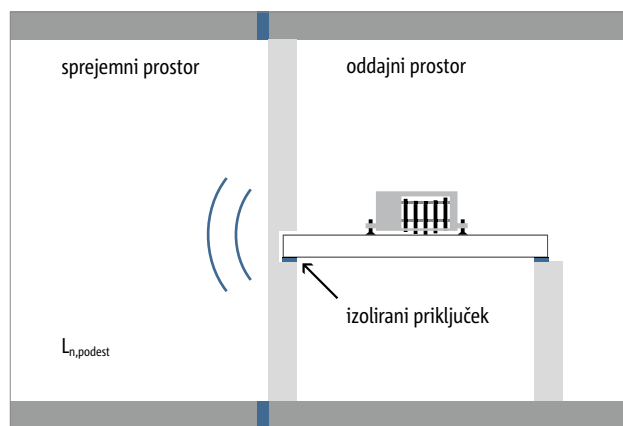 sprejemni prostor
oddajni prostor
izolirani priključek
Ln,podest